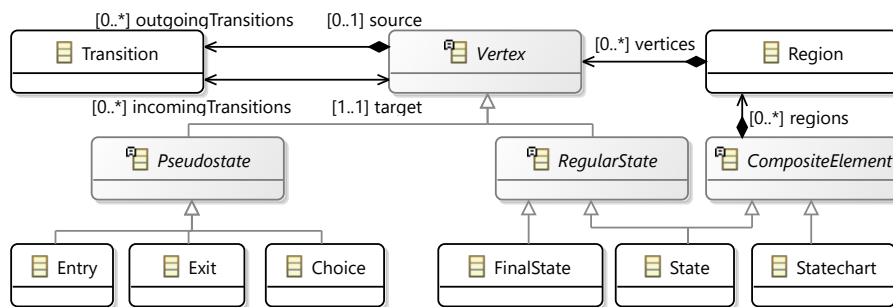 [0..*] outgoingTransitions [0..1] source
Transition Vertex [0..*] vertices Region
[0..*] incomingTransitions [1..1] target [0..*] regions
Pseudostate RegularState CompositeElement
Entry Exit Choice FinalState State Statechart